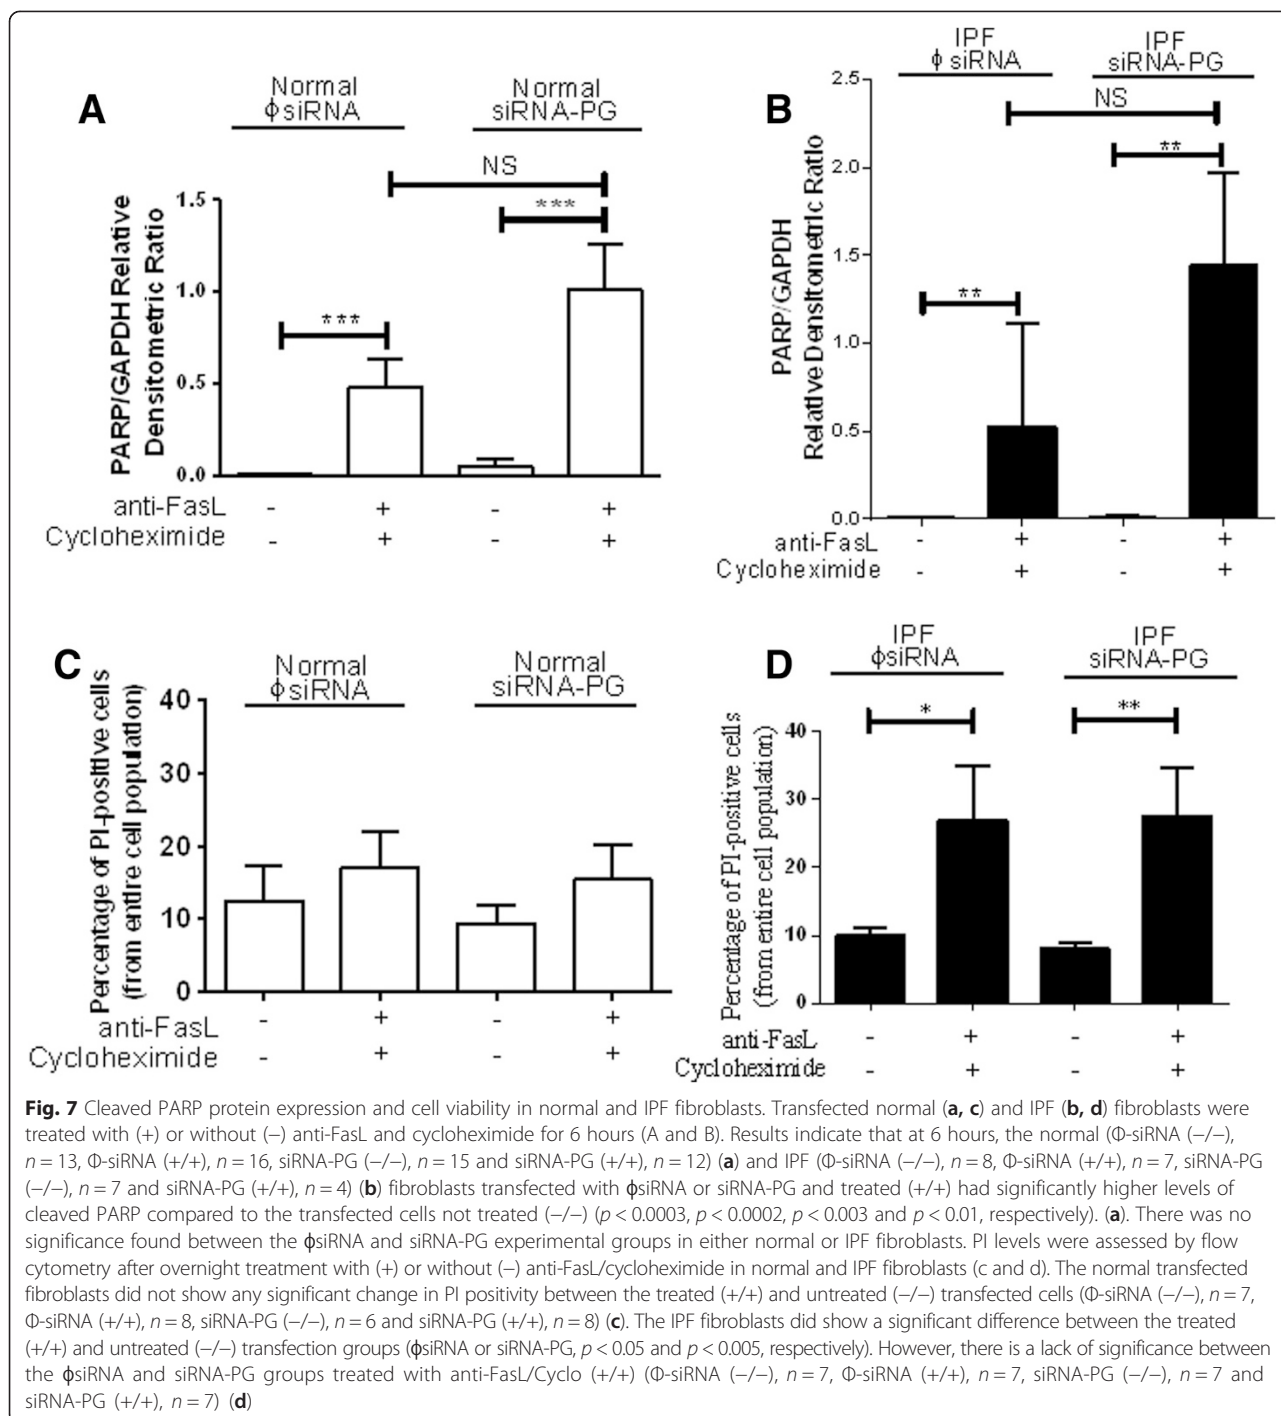 A
Normal
ϕsiRNA
Normal
siRNA-PG
NS
***
***
PARP/GAPDH Relative
Densitometric Ratio
1.5
1.0
0.5
0.0
anti-FasL - + - +
Cycloheximide - + - +
B
IPF
ϕ siRNA
IPF
siRNA-PG
NS
**
**
PARP/GAPDH
Relative Densitometric Ratio
2.5
2.0
1.5
1.0
0.5
0.0
anti-FasL - + - +
Cycloheximide - + - +
C
Normal
ϕsiRNA
Normal
siRNA-PG
Percentage of PI-positive cells
(from entire cell population)
40
30
20
10
0
anti-FasL - + - +
Cycloheximide - + - +
D
IPF
ϕsiRNA
IPF
siRNA-PG
*
**
Percentage of PI-positive cells
(from entire cell population)
40
30
20
10
0
anti-FasL - + - +
Cycloheximide - + - +
Fig. 7 Cleaved PARP protein expression and cell viability in normal and IPF fibroblasts. Transfected normal (a, c) and IPF (b, d) fibroblasts were
treated with (+) or without (−) anti-FasL and cycloheximide for 6 hours (A and B). Results indicate that at 6 hours, the normal (Φ-siRNA (−/−),
n = 13, Φ-siRNA (+/+), n = 16, siRNA-PG (−/−), n = 15 and siRNA-PG (+/+), n = 12) (a) and IPF (Φ-siRNA (−/−), n = 8, Φ-siRNA (+/+), n = 7, siRNA-PG
(−/−), n = 7 and siRNA-PG (+/+), n = 4) (b) fibroblasts transfected with ϕsiRNA or siRNA-PG and treated (+/+) had significantly higher levels of
cleaved PARP compared to the transfected cells not treated (−/−) (p < 0.0003, p < 0.0002, p < 0.003 and p < 0.01, respectively). (a). There was no
significance found between the ϕsiRNA and siRNA-PG experimental groups in either normal or IPF fibroblasts. PI levels were assessed by flow
cytometry after overnight treatment with (+) or without (−) anti-FasL/cycloheximide in normal and IPF fibroblasts (c and d). The normal transfected
fibroblasts did not show any significant change in PI positivity between the treated (+/+) and untreated (−/−) transfected cells (Φ-siRNA (−/−), n = 7,
Φ-siRNA (+/+), n = 8, siRNA-PG (−/−), n = 6 and siRNA-PG (+/+), n = 8) (c). The IPF fibroblasts did show a significant difference between the treated
(+/+) and untreated (−/−) transfection groups (ϕsiRNA or siRNA-PG, p < 0.05 and p < 0.005, respectively). However, there is a lack of significance between
the ϕsiRNA and siRNA-PG groups treated with anti-FasL/Cyclo (+/+) (Φ-siRNA (−/−), n = 7, Φ-siRNA (+/+), n = 7, siRNA-PG (−/−), n = 7 and
siRNA-PG (+/+), n = 7) (d)